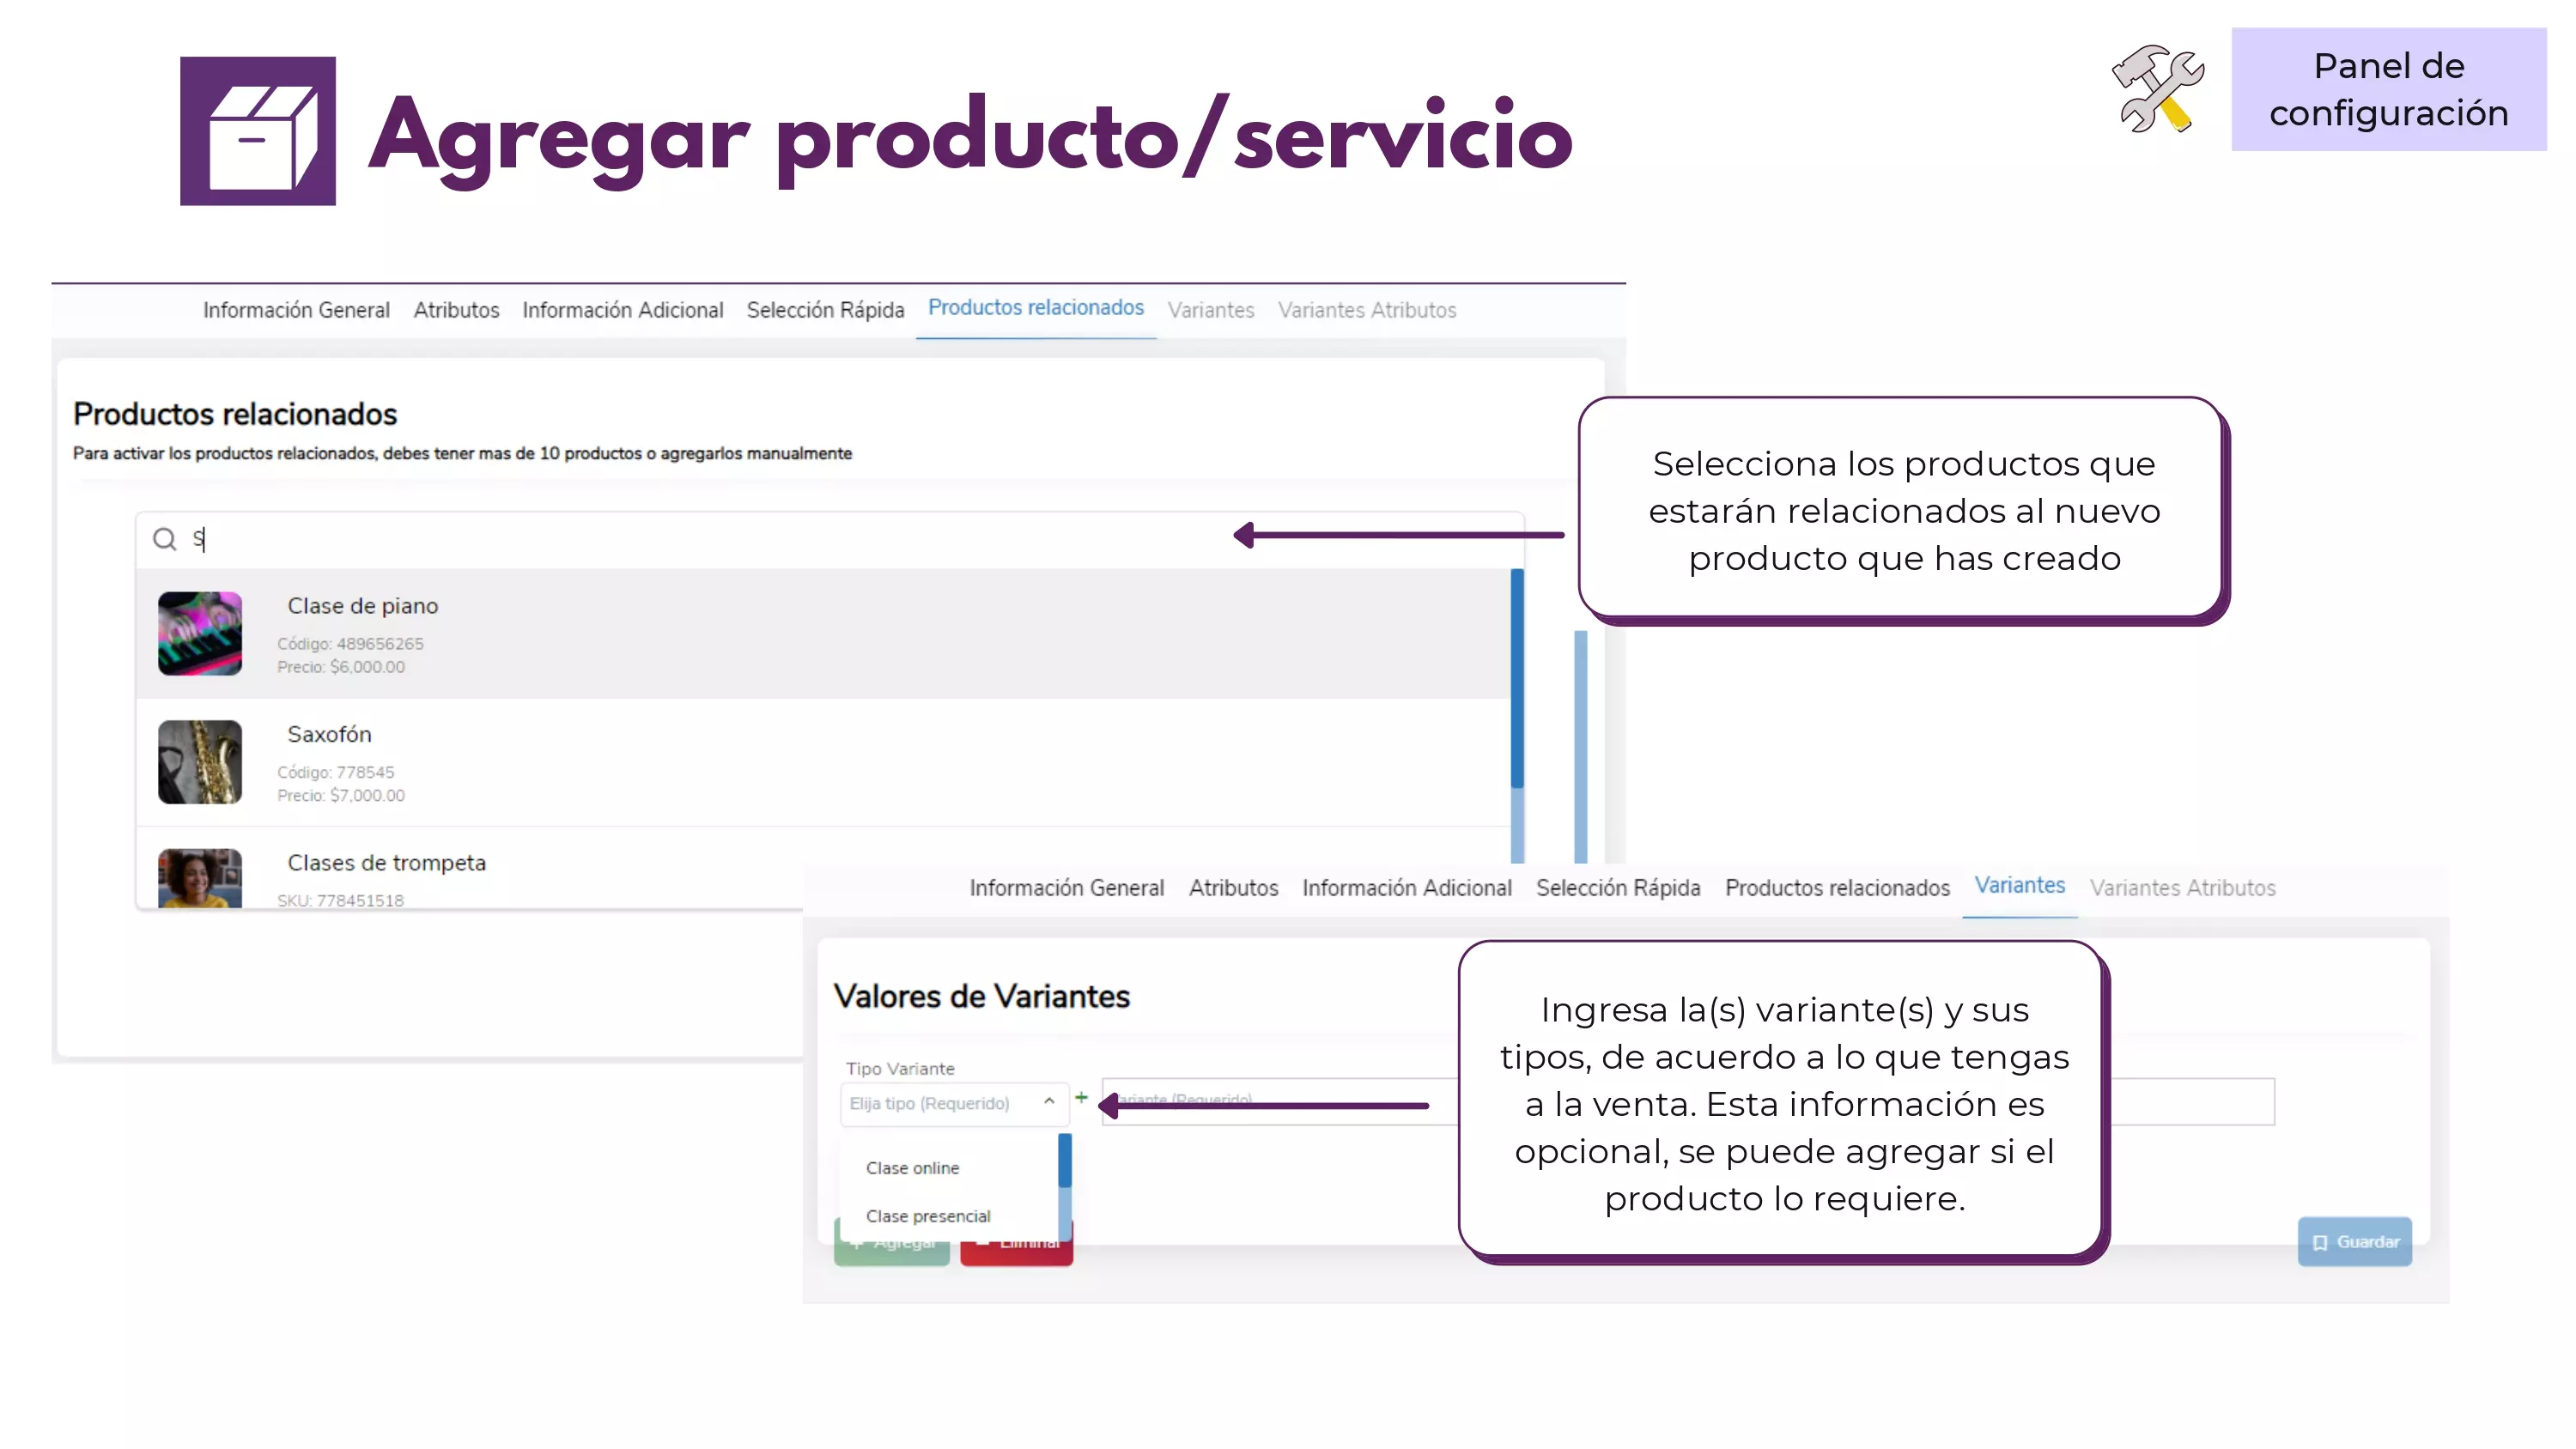 Agregar producto/servicio
Panel de
configuración
Información General Atributos Información Adicional Selección Rápida Productos relacionados Variantes Variantes Atributos
Productos relacionados
Para activar los productos relacionados, debes tener mas de 10 productos o agregarlos manualmente
S
Clase de piano
Código: 489656265
Precio: $6,000.00
Saxofón
Código: 778545
Precio: $7,000.00
Clases de trompeta
SKU: 778451518
Selecciona los productos que
estarán relacionados al nuevo
producto que has creado
Información General Atributos Información Adicional Selección Rápida Productos relacionados Variantes Variantes Atributos
Valores de Variantes
Tipo Variante
Elija tipo (Requerido)
+
Variante (Requerido)
Clase online
Clase presencial
+ Agregar
Eliminar
Ingresa la(s) variante(s) y sus
tipos, de acuerdo a lo que tengas
a la venta. Esta información es
opcional, se puede agregar si el
producto lo requiere.
Guardar